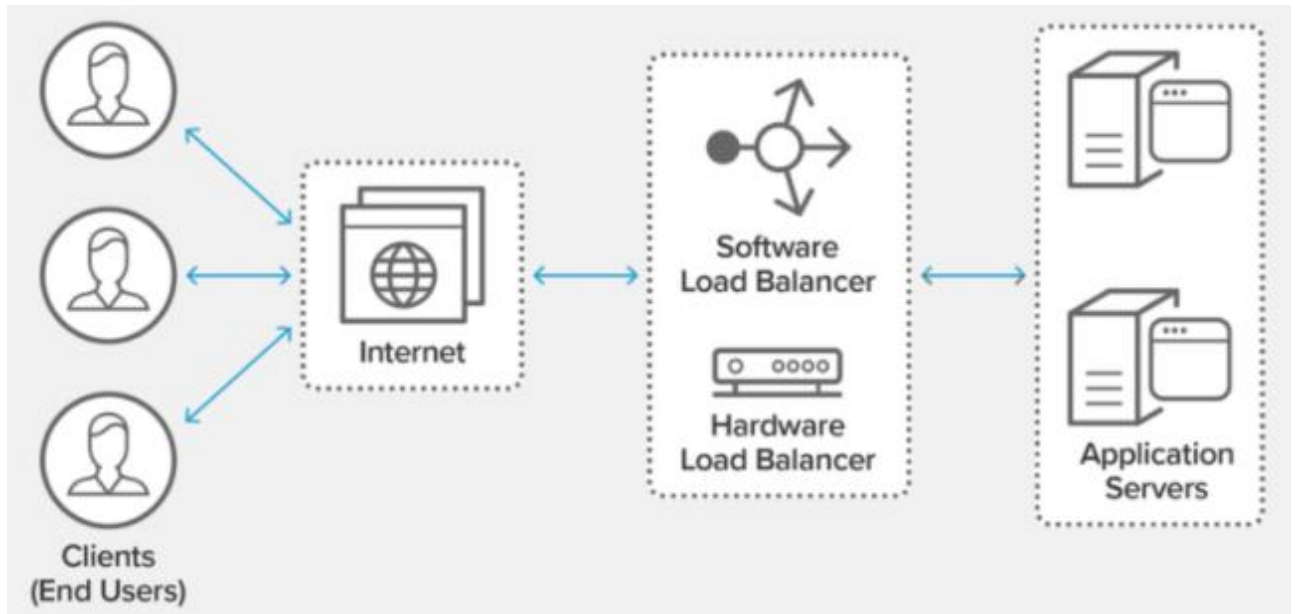 Clients
(End Users)
Internet
Software
Load Balancer
Hardware
Load Balancer
Application
Servers